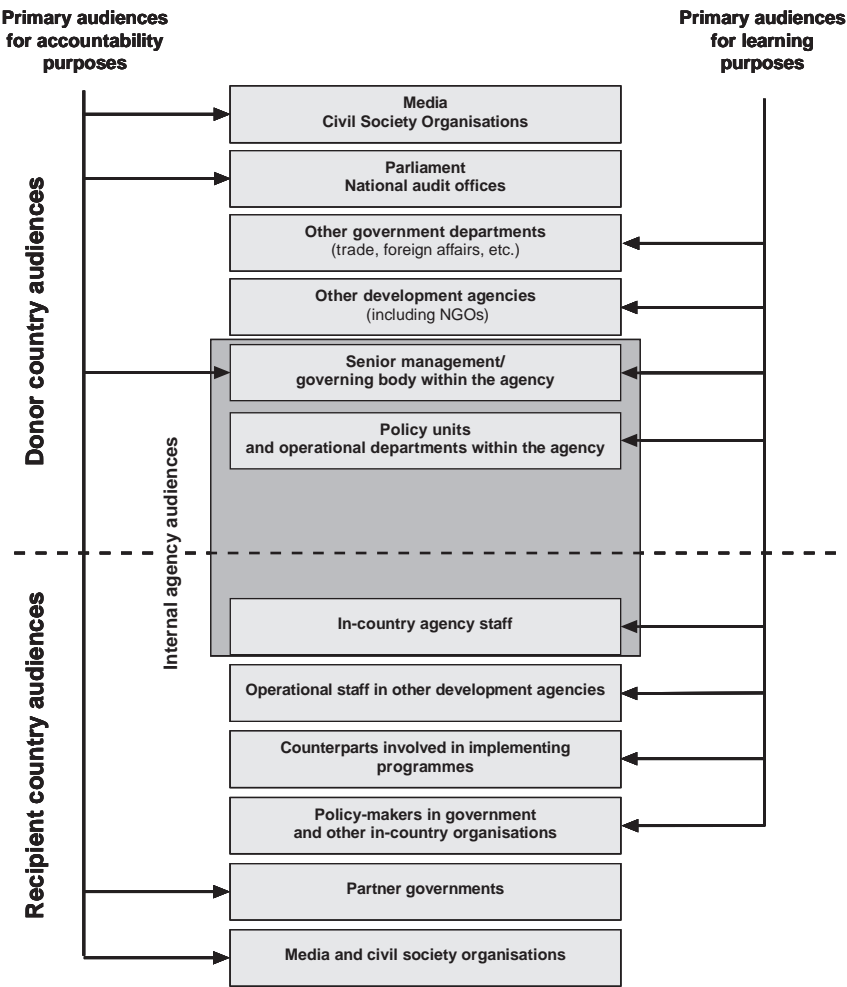 Primary audiences
for accountability
purposes
Primary audiences
for learning
purposes
Donor country audiences
Recipient country audiences
Internal agency audiences
Media
Civil Society Organisations
Parliament
National audit offices
Other government departments
(trade, foreign affairs, etc.)
Other development agencies
(including NGOs)
Senior management/
governing body within the agency
Policy units
and operational departments within the agency
In-country agency staff
Operational staff in other development agencies
Counterparts involved in implementing
programmes
Policy-makers in government
and other in-country organisations
Partner governments
Media and civil society organisations